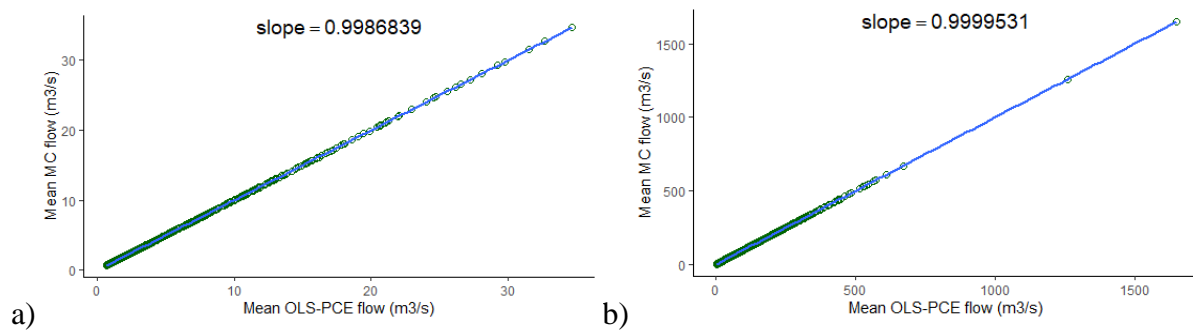 slope = 0.9986839
Mean MC flow (m3/s)
30
20
10
0
0 10 20 30
Mean OLS-PCE flow (m3/s)
a)
slope = 0.9999531
Mean MC flow (m3/s)
1500
1000
500
0
0 500 1000 1500
Mean OLS-PCE flow (m3/s)
b)